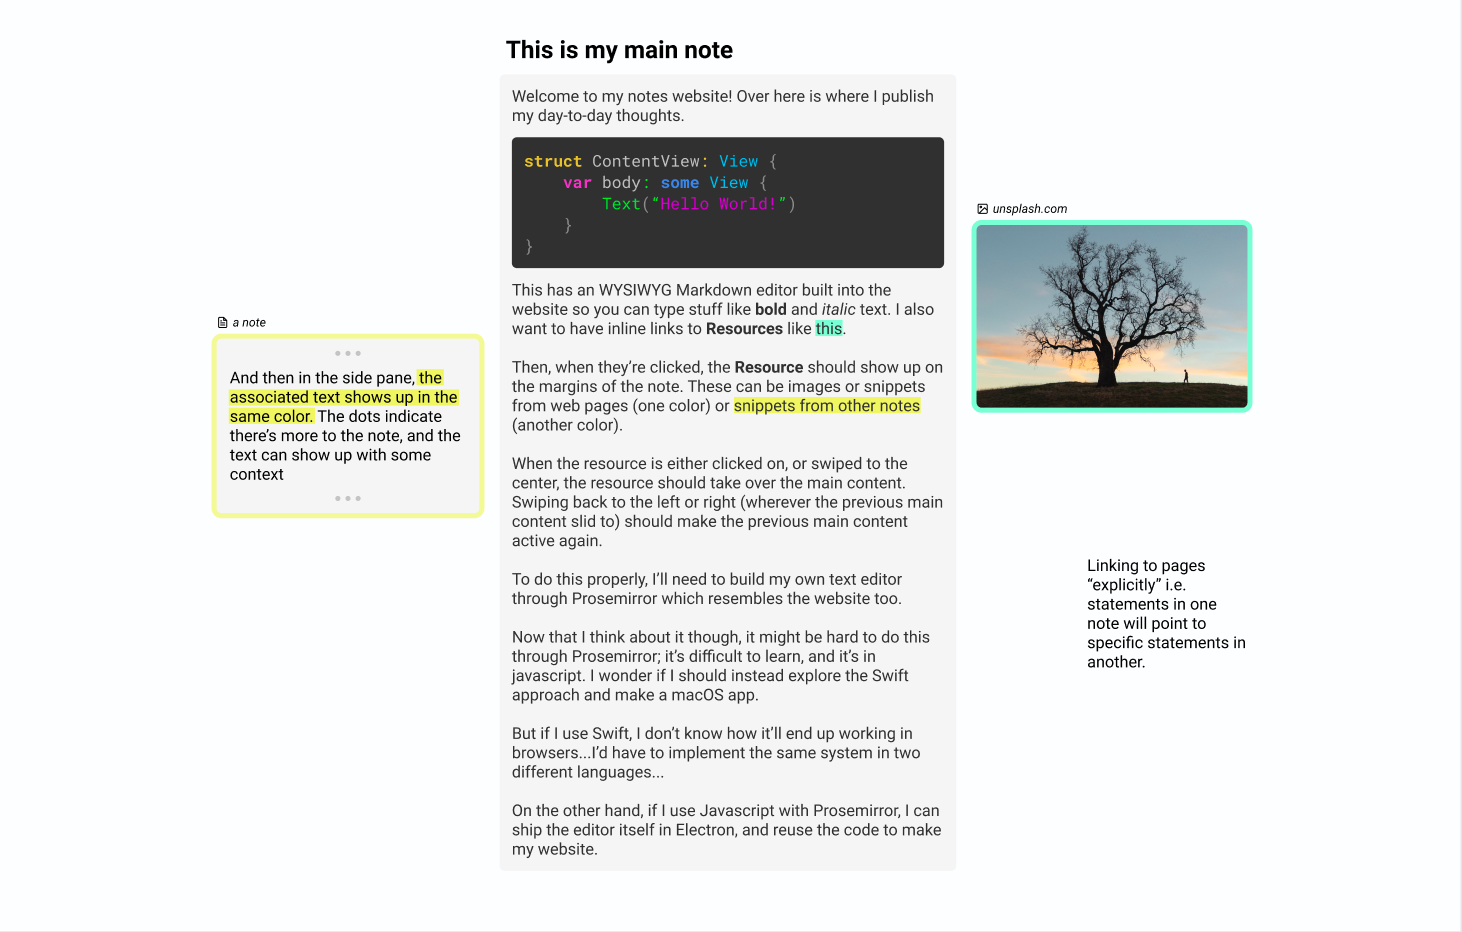 This is my main note
Welcome to my notes website! Over here is where I publish
my day-to-day thoughts.
struct ContentView: View {
var body: some View {
Text(“Hello World!”)
}
}
This has an WYSIWYG Markdown editor built into the
website so you can type stuff like bold and italic text. I also
want to have inline links to Resources like this.
Then, when they’re clicked, the Resource should show up on
the margins of the note. These can be images or snippets
from web pages (one color) or snippets from other notes
(another color).
When the resource is either clicked on, or swiped to the
center, the resource should take over the main content.
Swiping back to the left or right (wherever the previous main
content slid to) should make the previous main content
active again.
To do this properly, I’ll need to build my own text editor
through Prosemirror which resembles the website too.
Now that I think about it though, it might be hard to do this
through Prosemirror; it’s difficult to learn, and it’s in
javascript. I wonder if I should instead explore the Swift
approach and make a macOS app.
But if I use Swift, I don’t know how it’ll end up working in
browsers...I’d have to implement the same system in two
different languages...
On the other hand, if I use Javascript with Prosemirror, I can
ship the editor itself in Electron, and reuse the code to make
my website.
a note
And then in the side pane, the
associated text shows up in the
same color. The dots indicate
there’s more to the note, and the
text can show up with some
context
unsplash.com
Linking to pages
“explicitly” i.e.
statements in one
note will point to
specific statements in
another.